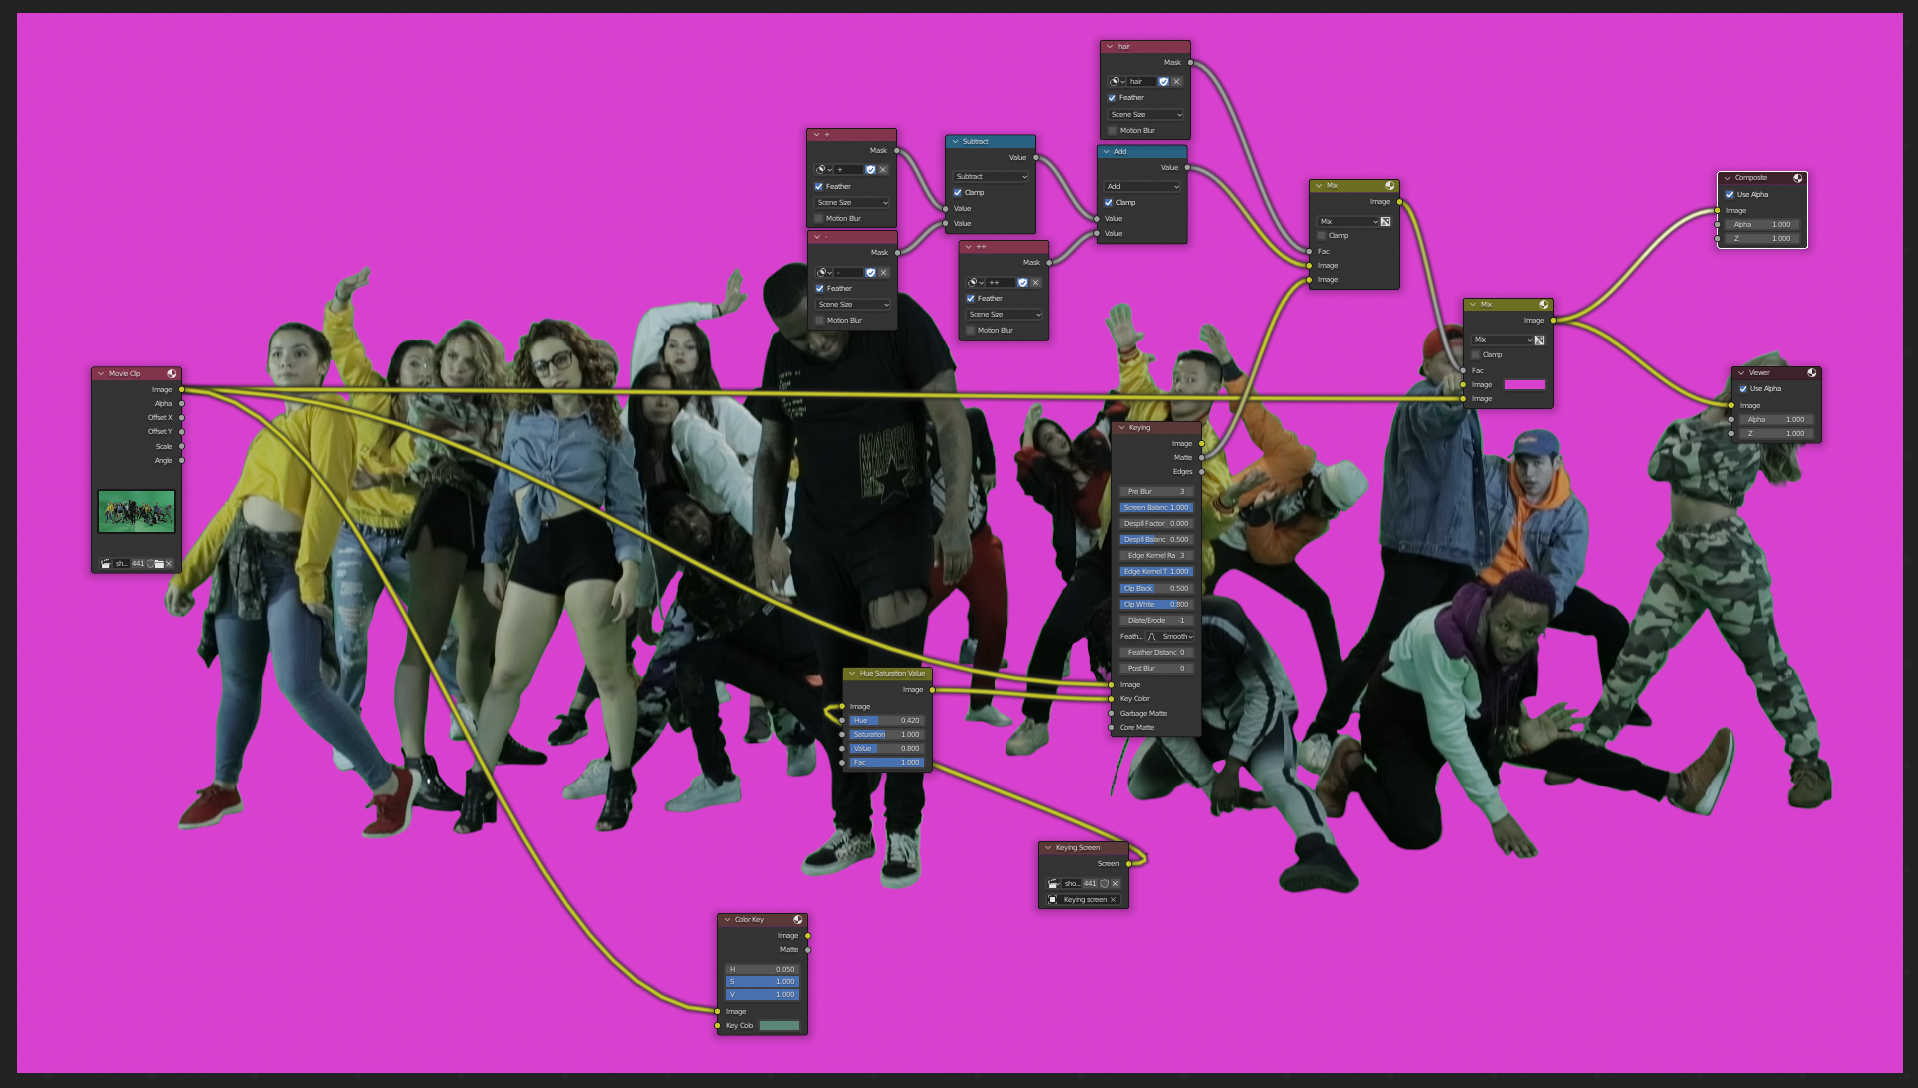 hair
Mask
hair
Feather
Scene Size
Motion Blur
+
Mask
+
Feather
Scene Size
Motion Blur
Subtract
Value
Subtract
Clamp
Value
Value
Add
Value
Add
Clamp
Value
Value
-
Mask
-
Feather
Scene Size
Motion Blur
++
Mask
++
Feather
Scene Size
Motion Blur
Mix
Image
Mix
Clamp
Fac
Image
Image
Composite
Use Alpha
Image
Alpha 1.000
Z 1.000
Mix
Image
Mix
Clamp
Fac
Image
Image
Viewer
Use Alpha
Image
Alpha 1.000
Z 1.000
Movie Clip
Image
Alpha
Offset X
Offset Y
Scale
Angle
sh... 441
Keying
Image
Matte
Edges
Pre Blur 3
Screen Balanc 1.000
Despill Factor 0.000
Despill Balanc 0.500
Edge Kernel Ra 3
Edge Kernel T 1.000
Clip Black 0.500
Clip White 0.800
Dilate/Erode -1
Feath... Smooth
Feather Distanc 0
Post Blur 0
Image
Key Color
Garbage Matte
Core Matte
Hue Saturation Value
Image
Image
Hue 0.420
Saturation 1.000
Value 0.800
Fac 1.000
Keying Screen
Screen
sho... 441
Keying screen
Color Key
Image
Matte
H 0.050
S 1.000
V 1.000
Image
Key Colo